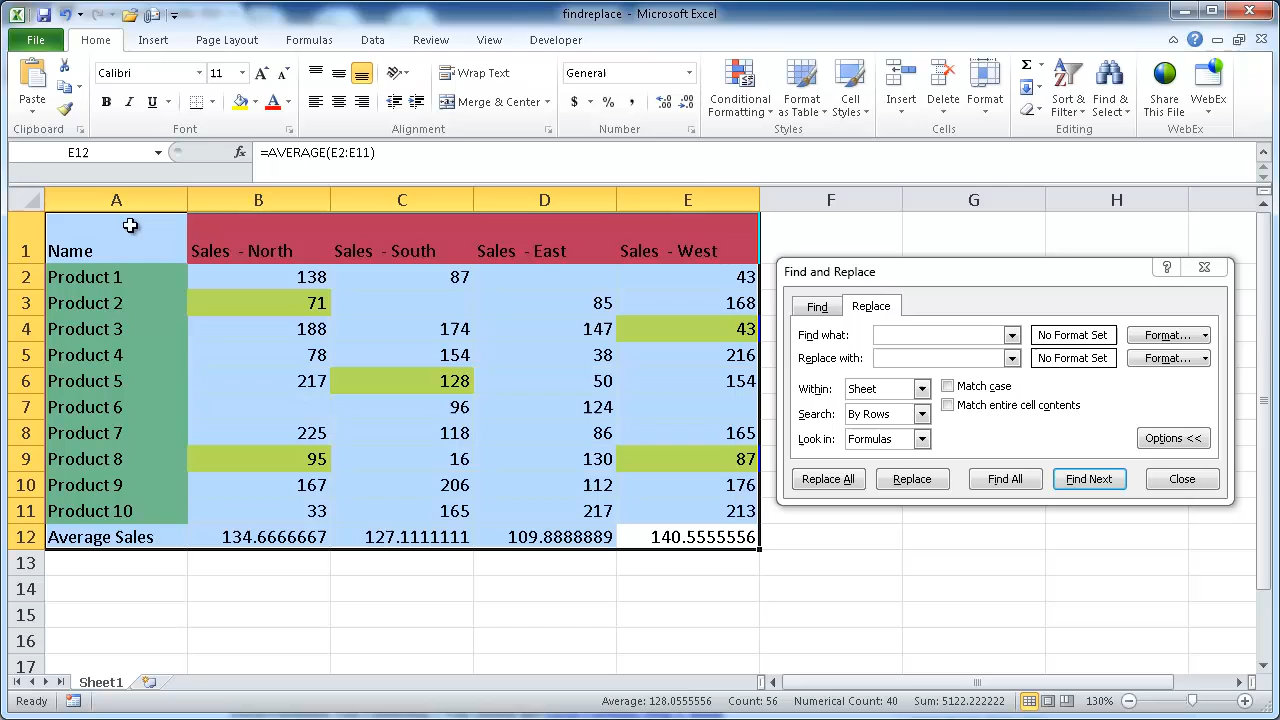 findreplace - Microsoft Excel
File Home Insert Page Layout Formulas Data Review View Developer
Paste Calibri 11 Wrap Text General Conditional Formatting Format as Table Cell Styles Insert Delete Format Sort & Filter Find & Select Share This File WebEx
B I U A A A Merge & Center $ % ,
Clipboard Font Alignment Number Styles Cells Editing WebEx
E12 fx =AVERAGE(E2:E11)
A B C D E F G H
1 Name Sales - North Sales - South Sales - East Sales - West
2 Product 1 138 87 43
3 Product 2 71 85 168
4 Product 3 188 174 147 43
5 Product 4 78 154 38 216
6 Product 5 217 128 50 154
7 Product 6 96 124
8 Product 7 225 118 86 165
9 Product 8 95 16 130 87
10 Product 9 167 206 112 176
11 Product 10 33 165 217 213
12 Average Sales 134.6666667 127.1111111 109.8888889 140.5555556
13
14
15
16
17
Find and Replace
Find Replace
Find what: No Format Set Format...
Replace with: No Format Set Format...
Within: Sheet Match case
Search: By Rows Match entire cell contents
Look in: Formulas Options <<
Replace All Replace Find All Find Next Close
Sheet1
Ready Average: 128.0555556 Count: 56 Numerical Count: 40 Sum: 5122.222222 130%